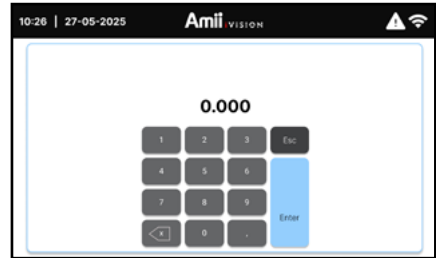 10:26 | 27-05-2025 Amii VISION
0.000
1 2 3 Esc
4 5 6
7 8 9 Enter
x 0 .